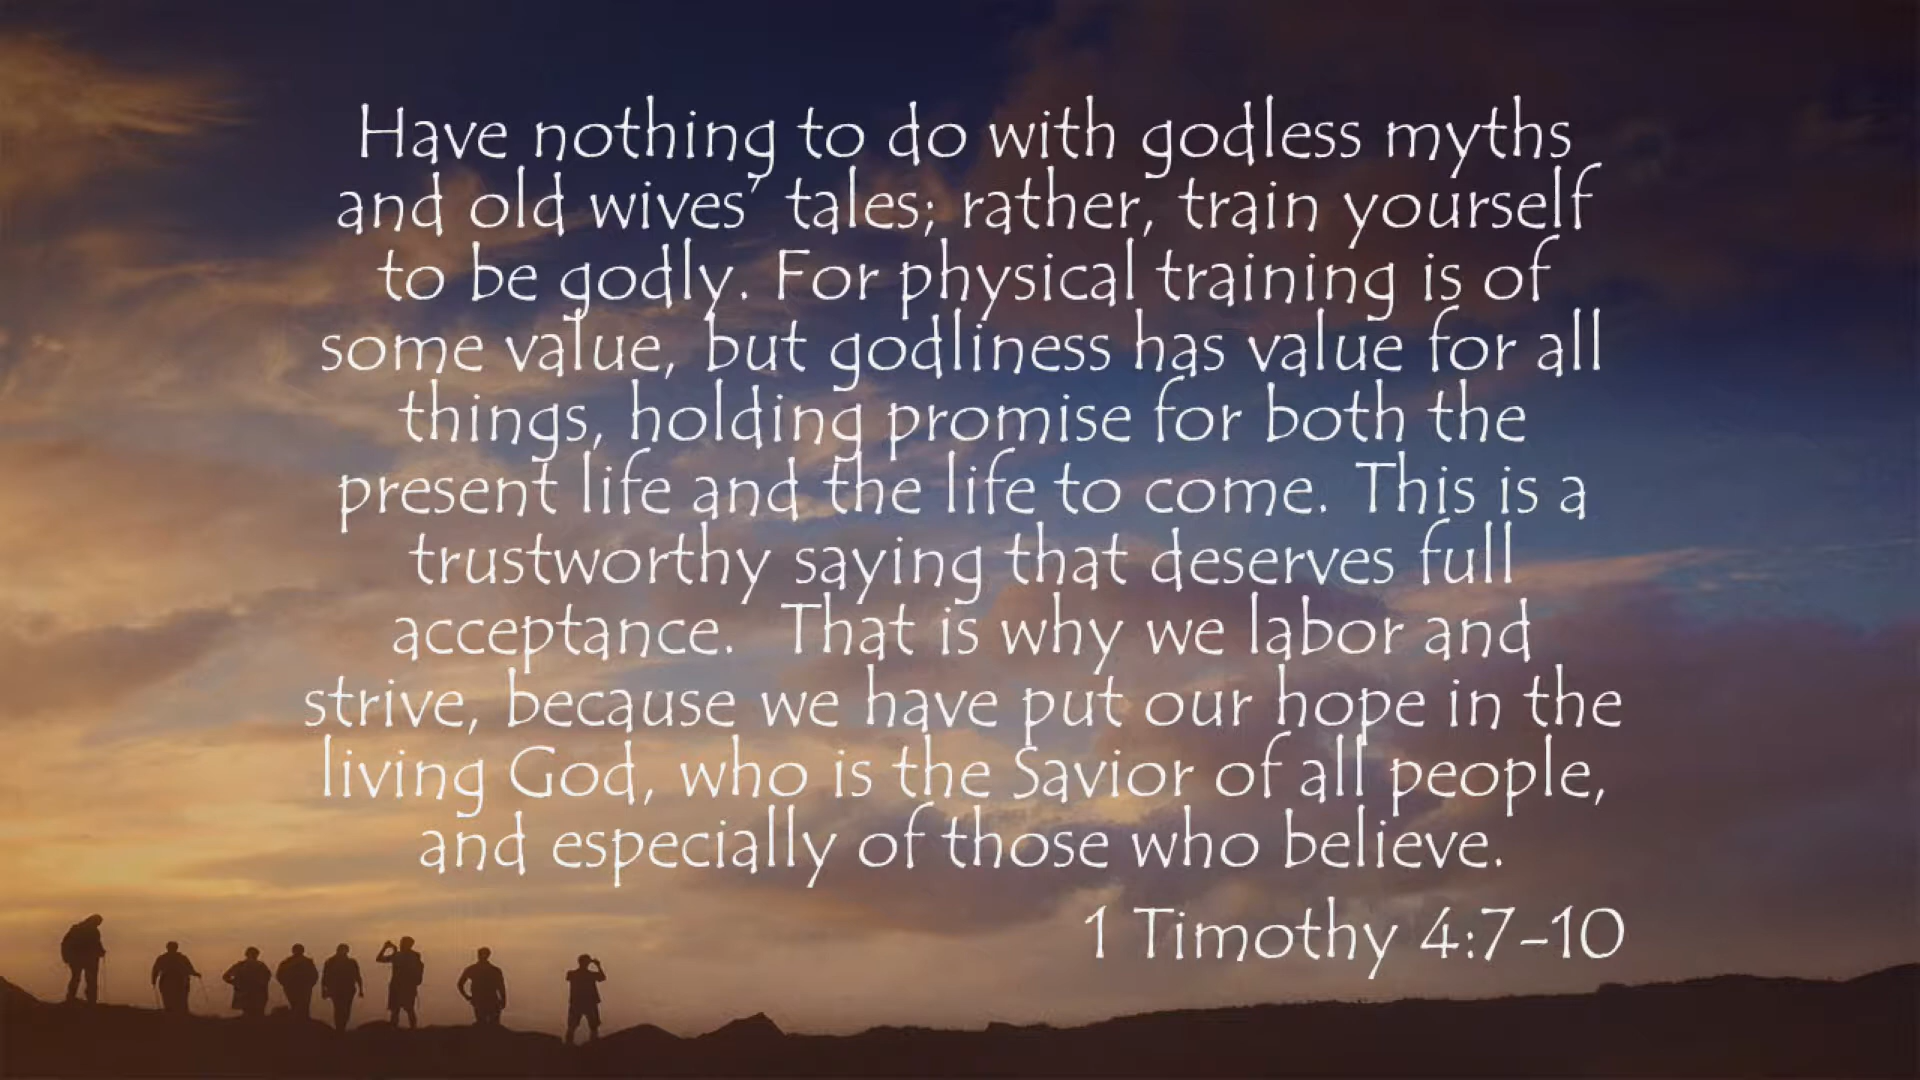 Have nothing to do with godless myths
and old wives’ tales; rather, train yourself
to be godly. For physical training is of
some value, but godliness has value for all
things, holding promise for both the
present life and the life to come. This is a
trustworthy saying that deserves full
acceptance. That is why we labor and
strive, because we have put our hope in the
living God, who is the Savior of all people,
and especially of those who believe.
1 Timothy 4:7-10